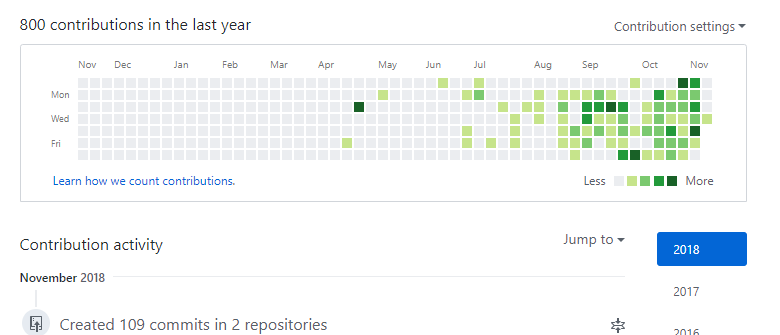 800 contributions in the last year
Contribution settings
Nov Dec Jan Feb Mar Apr May Jun Jul Aug Sep Oct Nov
Mon
Wed
Fri
Learn how we count contributions.
Less More
Contribution activity
Jump to
2018
November 2018
2017
Created 109 commits in 2 repositories
2016